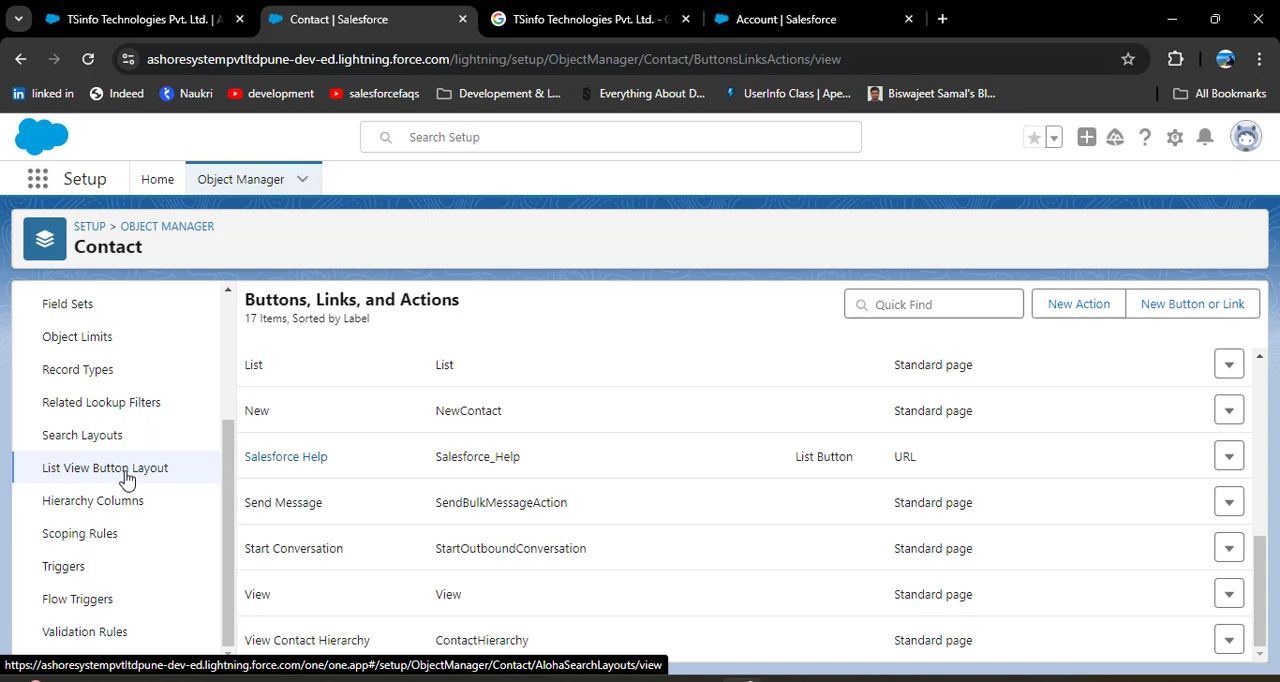 TSinfo Technologies Pvt. Ltd. | A
Contact | Salesforce
TSinfo Technologies Pvt. Ltd. - G
Account | Salesforce
ashoresystempvtltdpune-dev-ed.lightning.force.com/lightning/setup/ObjectManager/Contact/ButtonsLinksActions/view
linked in
Indeed
Naukri
development
salesforcefaqs
Developement & L...
Everything About D...
UserInfo Class | Ape...
Biswajeet Samal's Bl...
All Bookmarks
Search Setup
Setup
Home
Object Manager
SETUP > OBJECT MANAGER
Contact
Field Sets
Object Limits
Record Types
Related Lookup Filters
Search Layouts
List View Button Layout
Hierarchy Columns
Scoping Rules
Triggers
Flow Triggers
Validation Rules
Buttons, Links, and Actions
17 Items, Sorted by Label
Quick Find
New Action
New Button or Link
List List Standard page
New NewContact Standard page
Salesforce Help Salesforce_Help List Button URL
Send Message SendBulkMessageAction Standard page
Start Conversation StartOutboundConversation Standard page
View View Standard page
View Contact Hierarchy ContactHierarchy Standard page
https://ashoresystempvtltdpune-dev-ed.lightning.force.com/one/one.app#/setup/ObjectManager/Contact/AlohaSearchLayouts/view